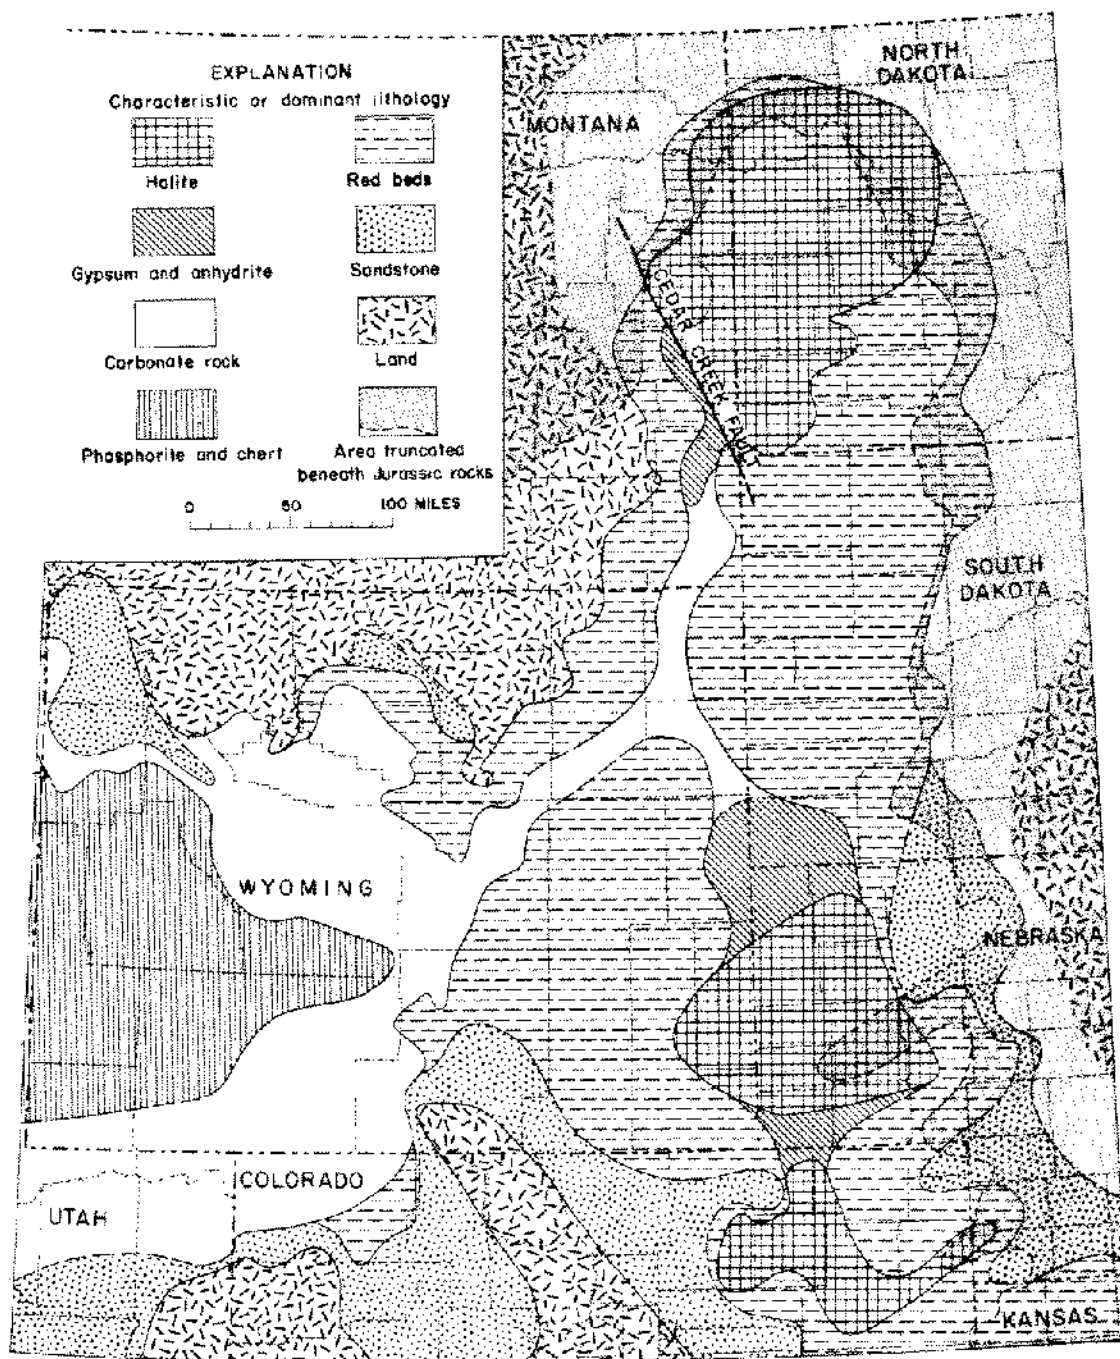 EXPLANATION
Characteristic or dominant lithology
Halite
Red beds
Gypsum and anhydrite
Sandstone
Carbonate rock
Land
Phosphorite and chert
Area truncated
beneath Jurassic rocks
0 50 100 MILES
NORTH
DAKOTA
MONTANA
CEDAR CREEK FAULT
SOUTH
DAKOTA
WYOMING
NEBRASKA
COLORADO
UTAH
KANSAS